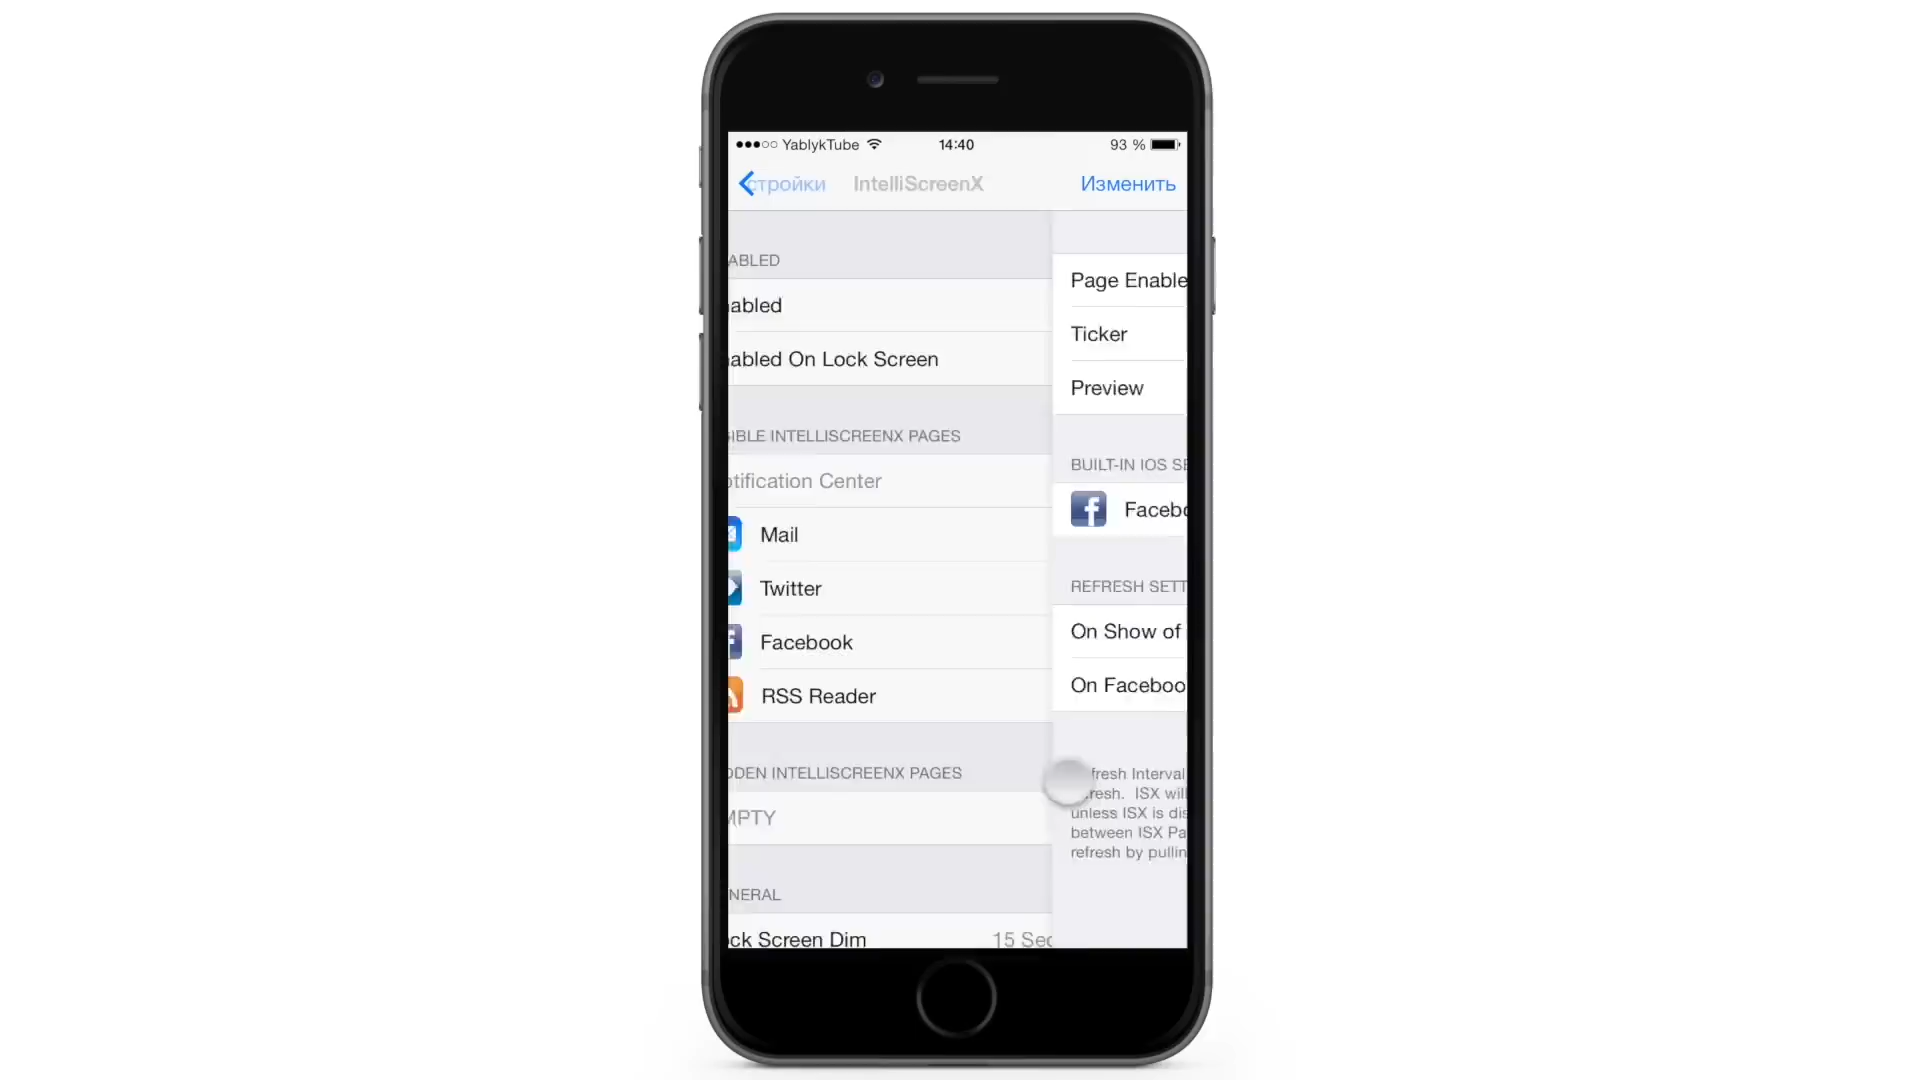 YablykTube 14:40 93 %
стройки IntelliScreenX Изменить
ABLED
abled
abled On Lock Screen
IBLE INTELLISCREENX PAGES
tification Center
Mail
Twitter
Facebook
RSS Reader
DDEN INTELLISCREENX PAGES
MPTY
NERAL
ck Screen Dim 15 Sec
Page Enable
Ticker
Preview
BUILT-IN IOS SE
Facebo
REFRESH SETT
On Show of
On Faceboo
fresh Interval
resh. ISX will
unless ISX is dis
between ISX Pa
refresh by pullin